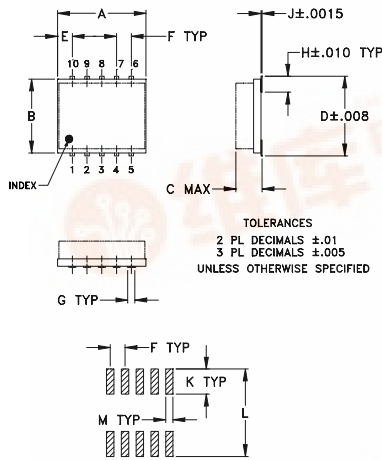 A
J±.0015
E
F TYP
H±.010 TYP
10 9 8 7 6
B
D±.008
INDEX
1 2 3 4 5
C MAX
TOLERANCES
2 PL DECIMALS ±.01
3 PL DECIMALS ±.005
UNLESS OTHERWISE SPECIFIED
G TYP
F TYP
K TYP
L
M TYP